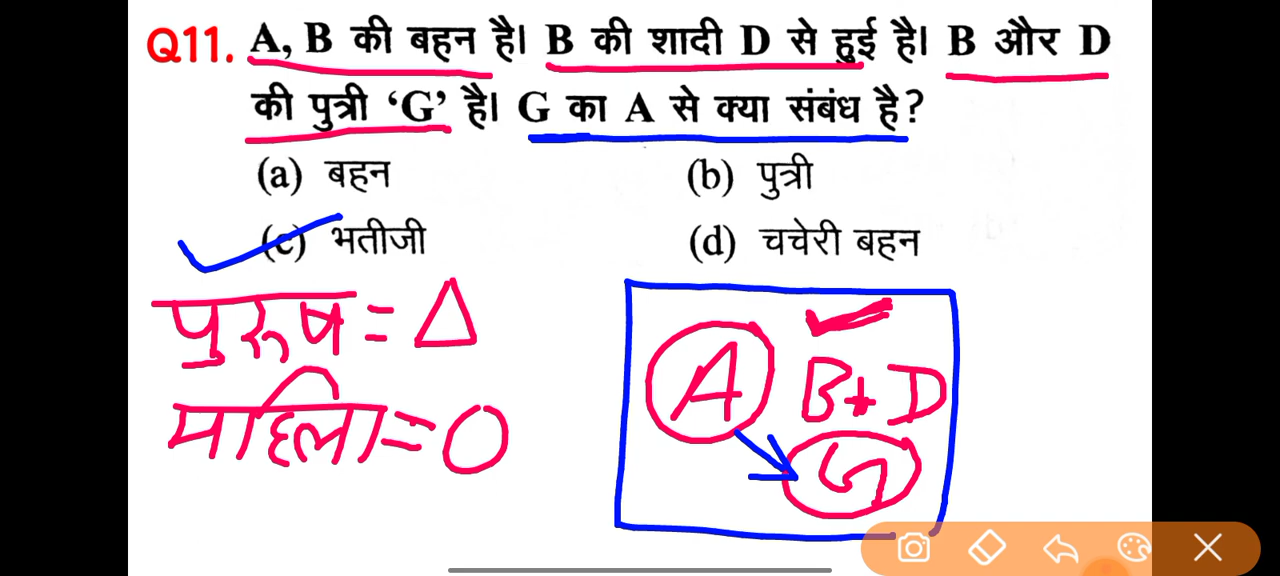 Q11. A, B की बहन है। B की शादी D से हुई है। B और D
की पुत्री ‘G’ है। G का A से क्या संबंध है?
(a) बहन (b) पुत्री
(c) भतीजी (d) चचेरी बहन
पुरूष = Δ
महिला = O
A B+D
G